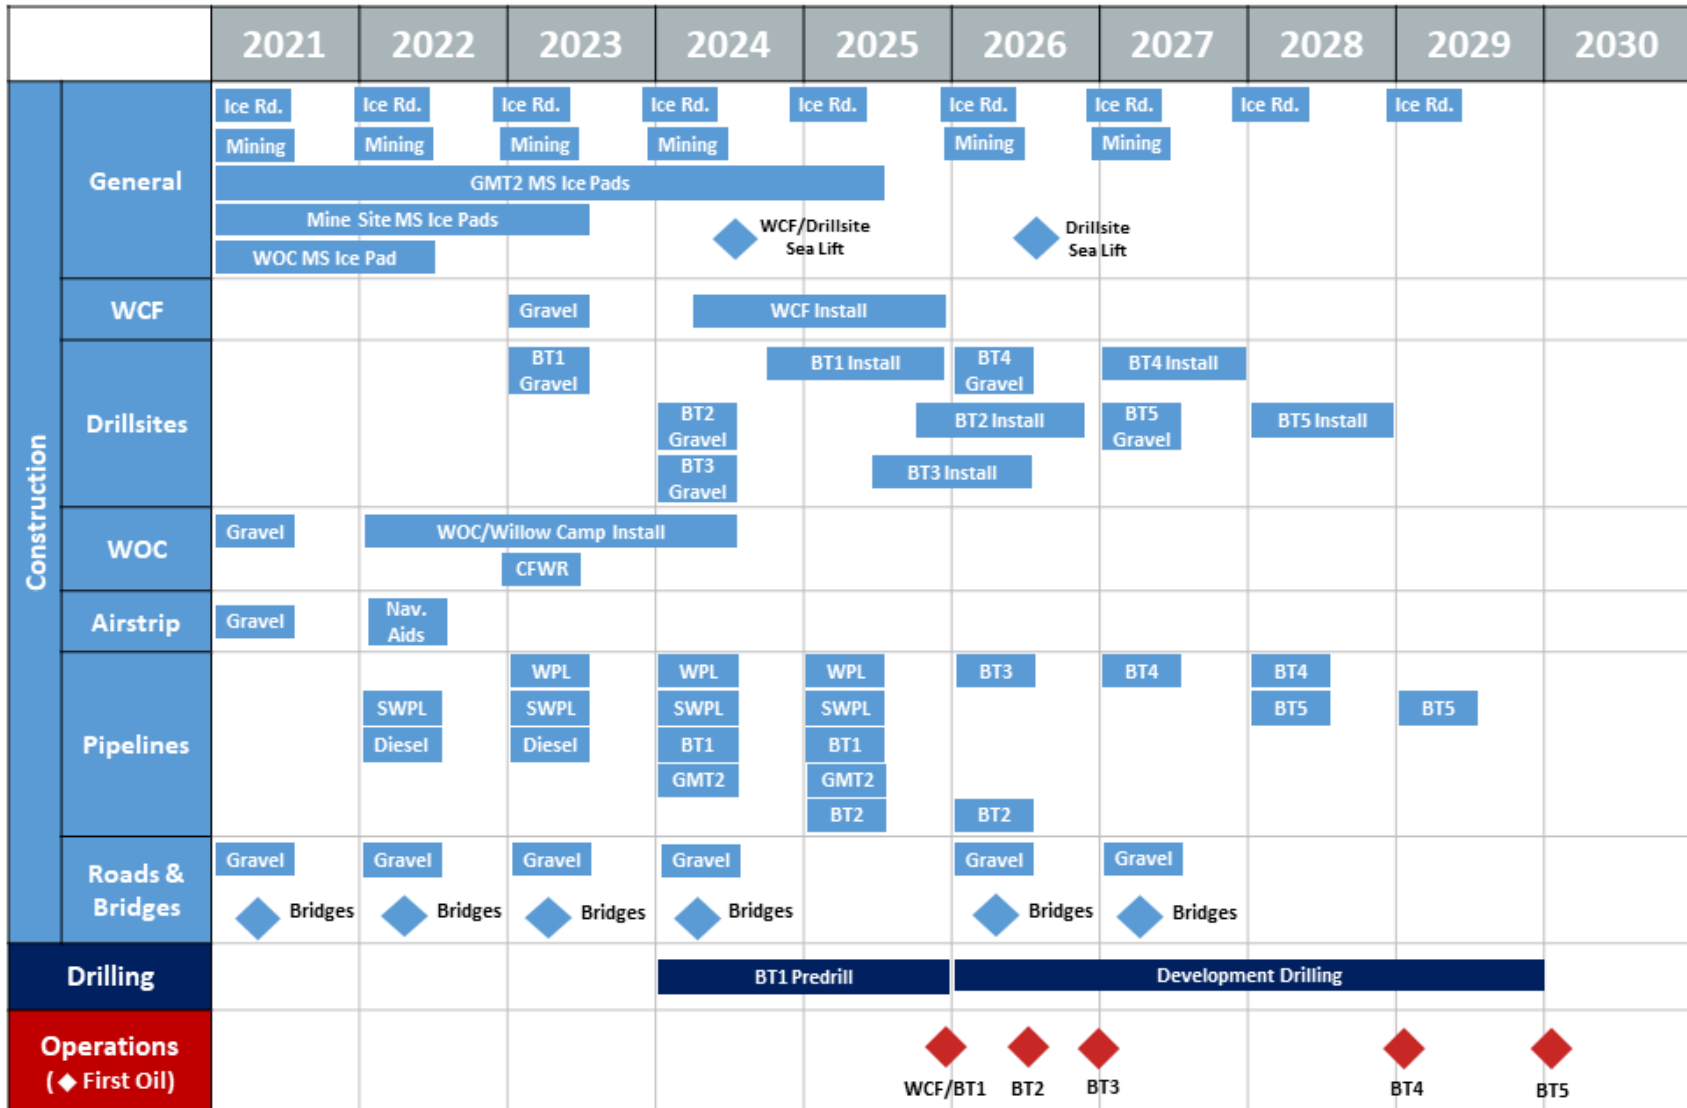 2021 2022 2023 2024 2025 2026 2027 2028 2029 2030
Construction
General
Ice Rd. Ice Rd. Ice Rd. Ice Rd. Ice Rd. Ice Rd. Ice Rd. Ice Rd. Ice Rd.
Mining Mining Mining Mining Mining Mining
GMT2 MS Ice Pads
Mine Site MS Ice Pads
WCF/Drillsite
Sea Lift
Drillsite
Sea Lift
WOC MS Ice Pad
WCF
Gravel WCF Install
Drillsites
BT1
Gravel
BT1 Install
BT4
Gravel
BT4 Install
BT2
Gravel
BT2 Install
BT5
Gravel
BT5 Install
BT3
Gravel
BT3 Install
WOC
Gravel WOC/Willow Camp Install
CFWR
Airstrip
Gravel
Nav.
Aids
Pipelines
WPL WPL WPL BT3 BT4 BT4
SWPL SWPL SWPL SWPL BT5 BT5
Diesel Diesel BT1 BT1
GMT2 GMT2
BT2 BT2
Roads &
Bridges
Gravel Gravel Gravel Gravel Gravel Gravel
Bridges Bridges Bridges Bridges Bridges Bridges
Drilling
BT1 Predrill Development Drilling
Operations
(◆ First Oil)
WCF/BT1 BT2 BT3 BT4 BT5